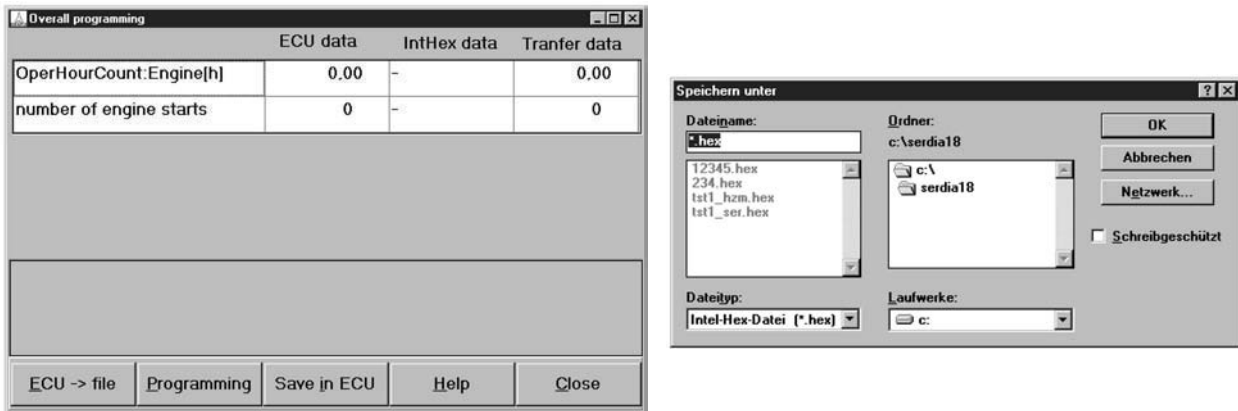 Overall programming
ECU data IntHex data Tranfer data
OperHourCount:Engine[h] 0,00 - 0,00
number of engine starts 0 - 0
ECU -> file Programming Save in ECU Help Close
Speichern unter
Dateiname: Ordner:
*.hex c:\serdia18
OK
12345.hex
234.hex
tst1_hzm.hex
tst1_ser.hex
c:\
serdia18
Abbrechen
Netzwerk...
Schreibgeschützt
Dateityp: Laufwerke:
Intel-Hex-Datei (*.hex) c: